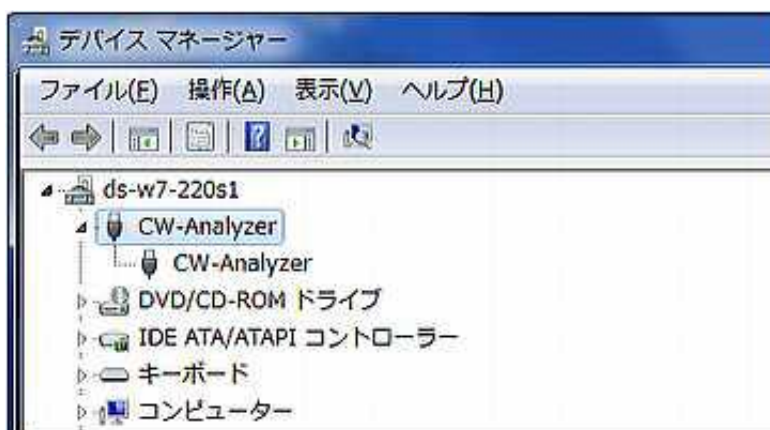 デバイス マネージャー
ファイル(F) 操作(A) 表示(V) ヘルプ(H)
ds-w7-220s1
CW-Analyzer
CW-Analyzer
DVD/CD-ROM ドライブ
IDE ATA/ATAPI コントローラー
キーボード
コンピューター